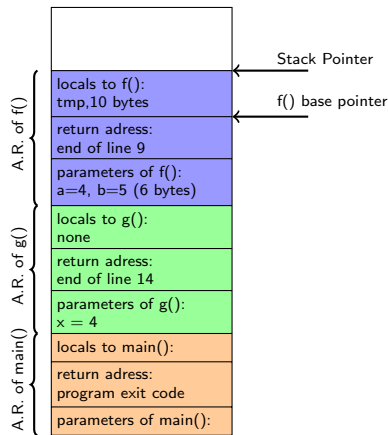 Stack Pointer
locals to f():
tmp,10 bytes
f() base pointer
return adress:
end of line 9
parameters of f():
a=4, b=5 (6 bytes)
A.R. of f()
locals to g():
none
return adress:
end of line 14
parameters of g():
x = 4
A.R. of g()
locals to main():
return adress:
program exit code
parameters of main():
A.R. of main()